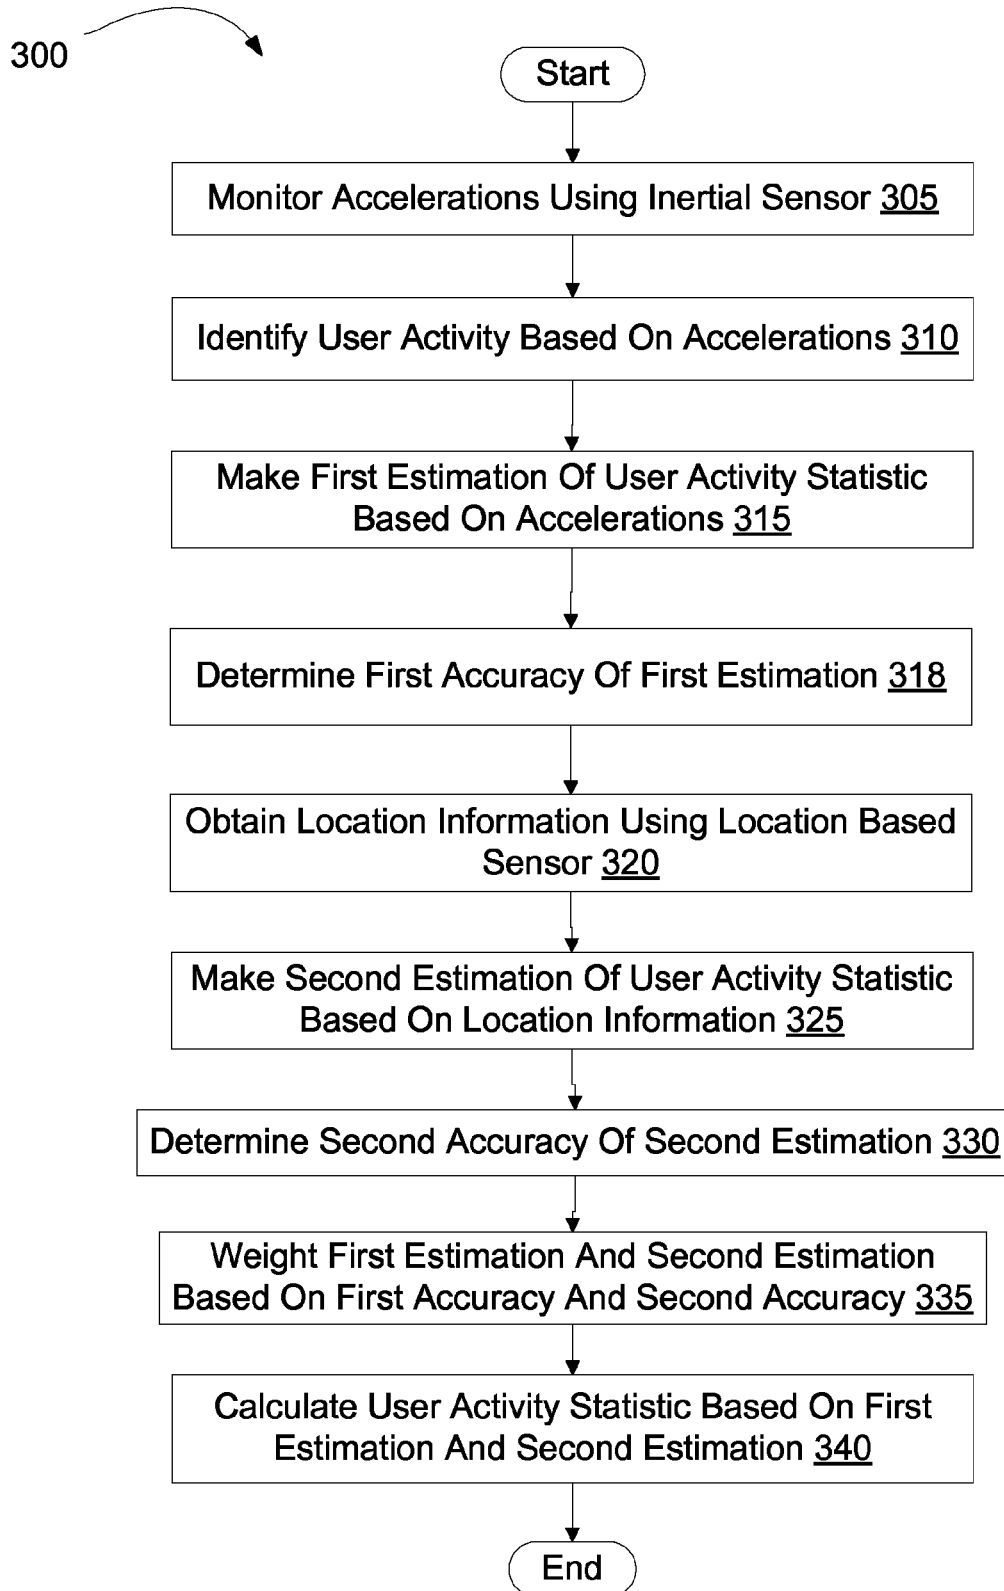 300
Start
Monitor Accelerations Using Inertial Sensor 305
Identify User Activity Based On Accelerations 310
Make First Estimation Of User Activity Statistic
Based On Accelerations 315
Determine First Accuracy Of First Estimation 318
Obtain Location Information Using Location Based
Sensor 320
Make Second Estimation Of User Activity Statistic
Based On Location Information 325
Determine Second Accuracy Of Second Estimation 330
Weight First Estimation And Second Estimation
Based On First Accuracy And Second Accuracy 335
Calculate User Activity Statistic Based On First
Estimation And Second Estimation 340
End